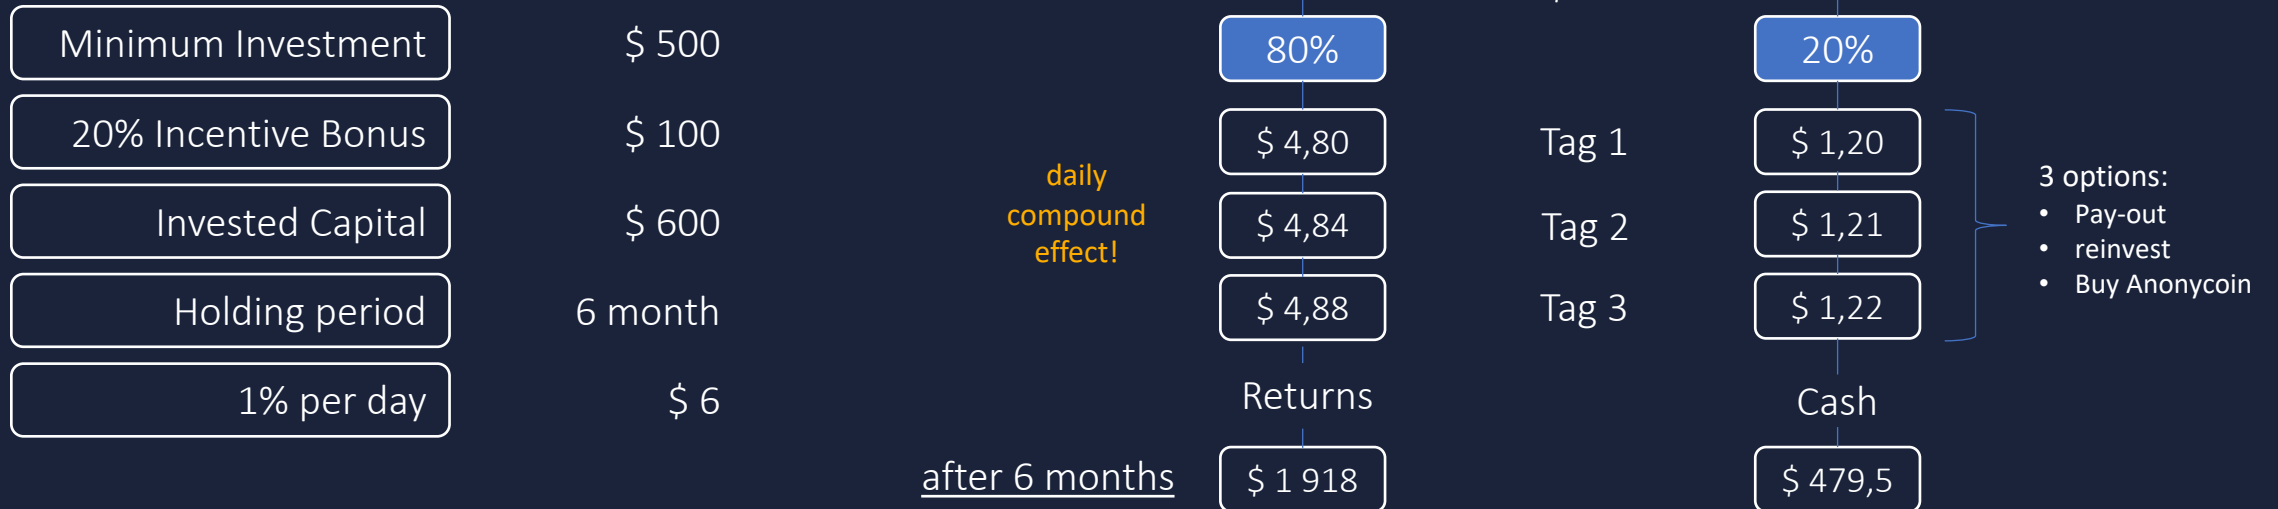 Minimum Investment
$ 500
20% Incentive Bonus
$ 100
Invested Capital
$ 600
Holding period
6 month
1% per day
$ 6
daily
compound
effect!
80%
20%
$ 4,80
Tag 1
$ 1,20
$ 4,84
Tag 2
$ 1,21
$ 4,88
Tag 3
$ 1,22
Returns
Cash
after 6 months
$ 1 918
$ 479,5
3 options:
• Pay-out
• reinvest
• Buy Anonycoin